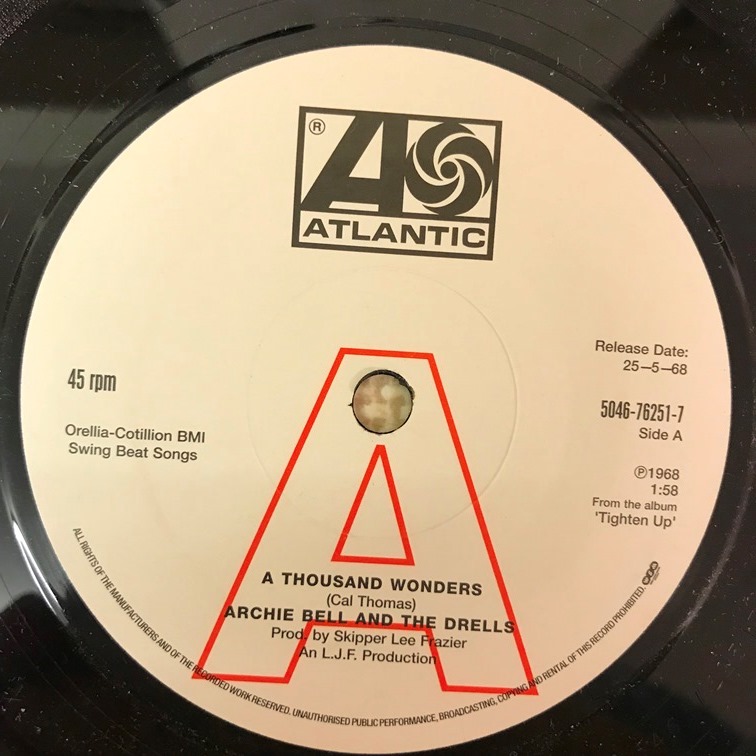 ®
ATLANTIC
45 rpm
Orellia-Cotillion BMI
Swing Beat Songs
Release Date:
25—5—68
5046-76251-7
Side A
℗1968
1:58
From the album
'Tighten Up'
A
A THOUSAND WONDERS
(Cal Thomas)
ARCHIE BELL AND THE DRELLS
Prod. by Skipper Lee Frazier
An L.J.F. Production
ALL RIGHTS OF THE MANUFACTURERS AND OF THE RECORDED WORK RESERVED. UNAUTHORISED PUBLIC PERFORMANCE, BROADCASTING, COPYING AND RENTAL OF THIS RECORD PROHIBITED.